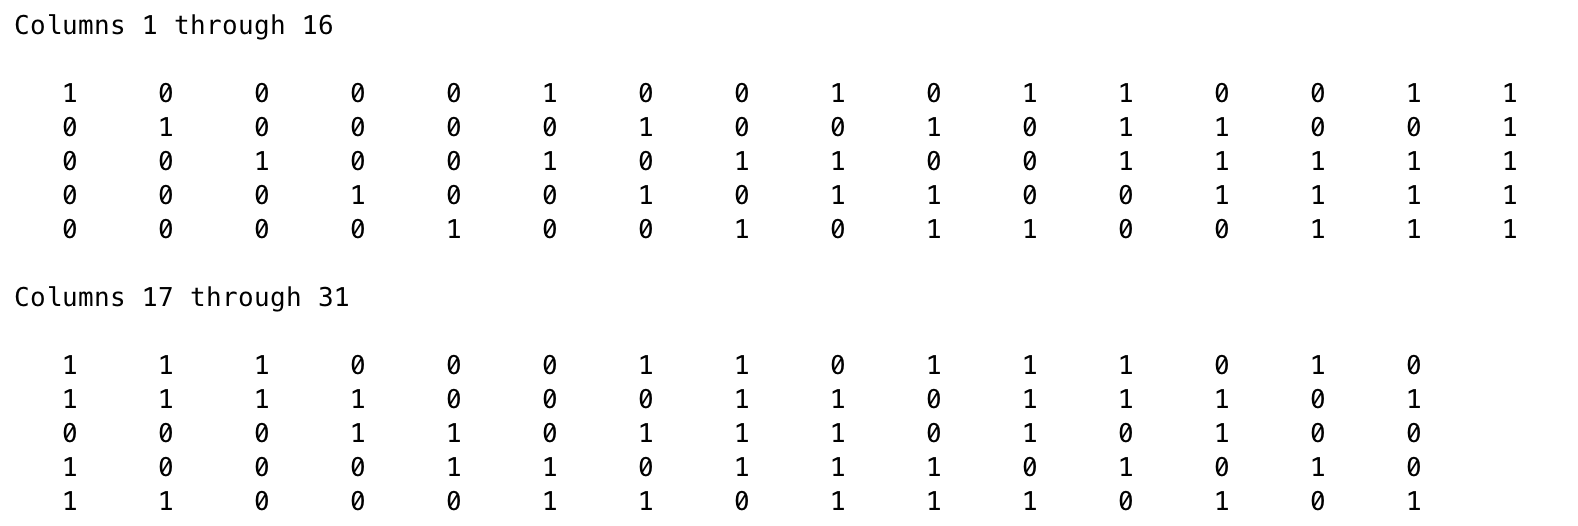 Columns 1 through 16
1 0 0 0 0 1 0 0 1 0 1 1 0 0 1 1
0 1 0 0 0 0 1 0 0 1 0 1 1 0 0 1
0 0 1 0 0 1 0 1 1 0 0 1 1 1 1 1
0 0 0 1 0 0 1 0 1 1 0 0 1 1 1 1
0 0 0 0 1 0 0 1 0 1 1 0 0 1 1 1
Columns 17 through 31
1 1 1 0 0 0 1 1 0 1 1 1 0 1 0
1 1 1 1 0 0 0 1 1 0 1 1 1 0 1
0 0 0 1 1 0 1 1 1 0 1 0 1 0 0
1 0 0 0 1 1 0 1 1 1 0 1 0 1 0
1 1 0 0 0 1 1 0 1 1 1 0 1 0 1